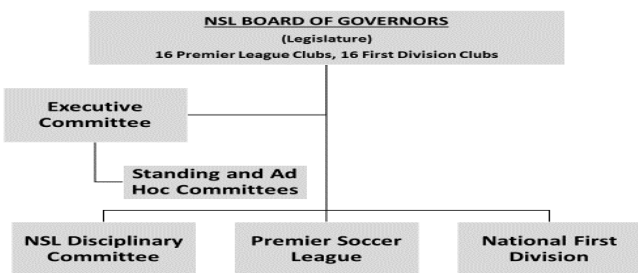 NSL BOARD OF GOVERNORS
(Legislature)
16 Premier League Clubs, 16 First Division Clubs
Executive
Committee
Standing and Ad
Hoc Committees
NSL Disciplinary
Committee
Premier Soccer
League
National First
Division